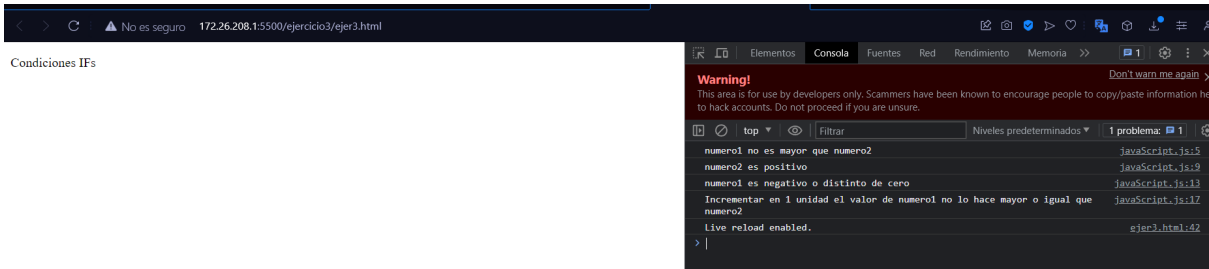 No es seguro 172.26.208.1:5500/ejercicio3/ejer3.html
Condiciones IFs
Elementos Consola Fuentes Red Rendimiento Memoria 1
Warning! Don't warn me again
This area is for use by developers only. Scammers have been known to encourage people to copy/paste information he
to hack accounts. Do not proceed if you are unsure.
top Filtrar Niveles predeterminados 1 problema: 1
numero1 no es mayor que numero2 javaScript.js:5
numero2 es positivo javaScript.js:9
numero1 es negativo o distinto de cero javaScript.js:13
Incrementar en 1 unidad el valor de numero1 no lo hace mayor o igual que javaScript.js:17
numero2
Live reload enabled. ejer3.html:42